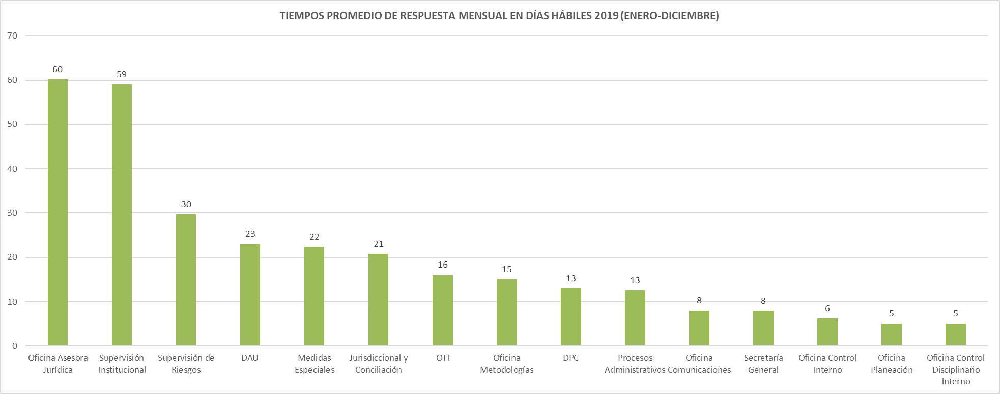 TIEMPOS PROMEDIO DE RESPUESTA MENSUAL EN DÍAS HÁBILES 2019 (ENERO-DICIEMBRE)
70
60
50
40
30
20
10
0
60
59
30
23
22
21
16
15
13
13
8
8
6
5
5
Oficina Asesora
Jurídica
Supervisión
Institucional
Supervisión de
Riesgos
DAU
Medidas
Especiales
Jurisdiccional y
Conciliación
OTI
Oficina
Metodologías
DPC
Procesos
Administrativos
Oficina
Comunicaciones
Secretaría
General
Oficina Control
Interno
Oficina
Planeación
Oficina Control
Disciplinario
Interno